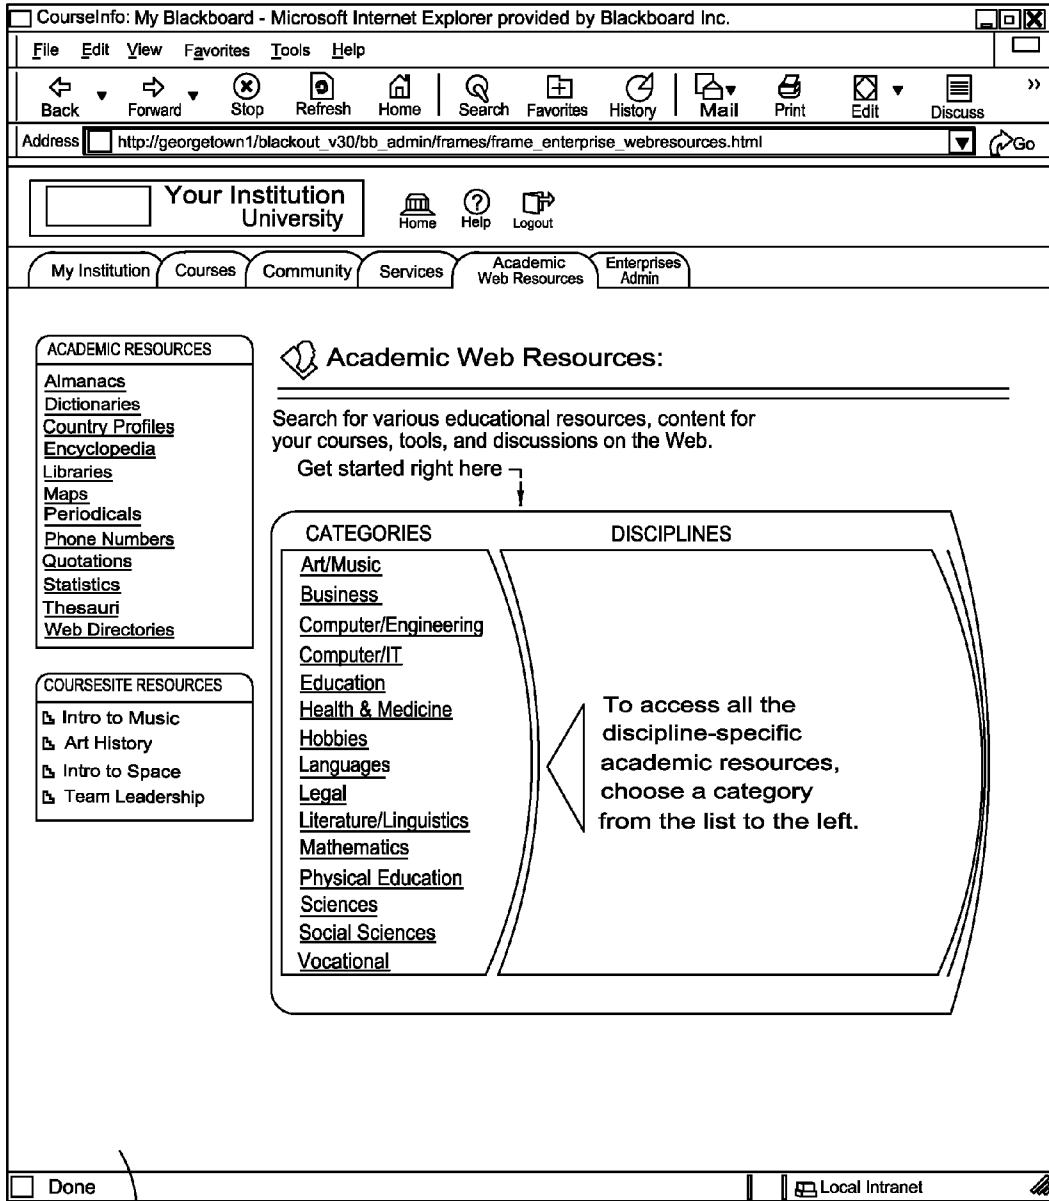 CourseInfo: My Blackboard - Microsoft Internet Explorer provided by Blackboard Inc.
File Edit View Favorites Tools Help
Back Forward Stop Refresh Home Search Favorites History Mail Print Edit Discuss »
Address http://georgetown1/blackout_v30/bb_admin/frames/frame_enterprise_webresources.html Go
Your Institution
University
Home Help Logout
My Institution Courses Community Services Academic Web Resources Enterprises Admin
ACADEMIC RESOURCES
Almanacs
Dictionaries
Country Profiles
Encyclopedia
Libraries
Maps
Periodicals
Phone Numbers
Quotations
Statistics
Thesauri
Web Directories
COURSESITE RESOURCES
Intro to Music
Art History
Intro to Space
Team Leadership
Academic Web Resources:
Search for various educational resources, content for
your courses, tools, and discussions on the Web.
Get started right here
CATEGORIES
Art/Music
Business
Computer/Engineering
Computer/IT
Education
Health & Medicine
Hobbies
Languages
Legal
Literature/Linguistics
Mathematics
Physical Education
Sciences
Social Sciences
Vocational
DISCIPLINES
To access all the
discipline-specific
academic resources,
choose a category
from the list to the left.
Done Local Intranet